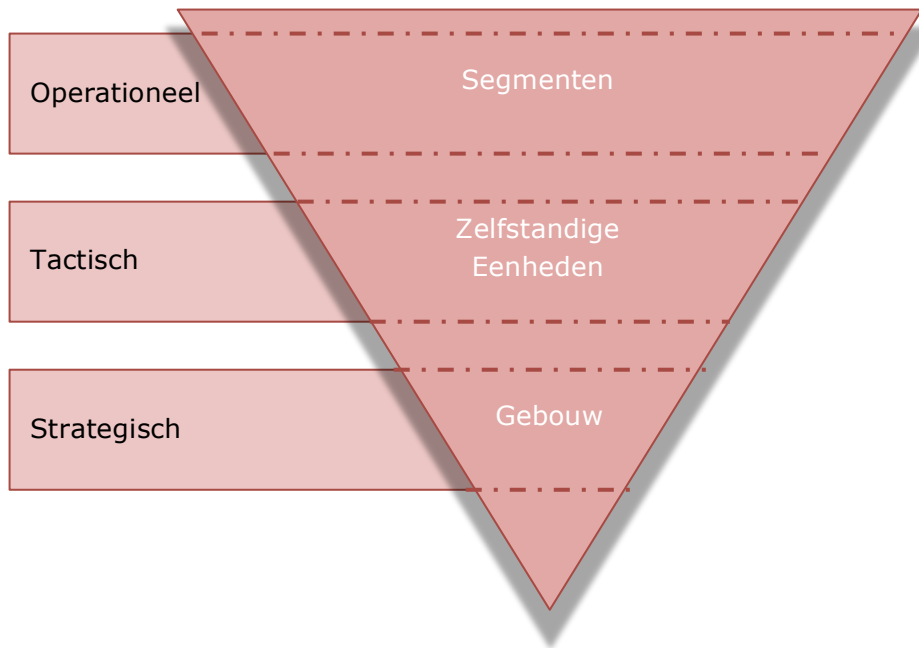 Operationeel
Segmenten
Tactisch
Zelfstandige
Eenheden
Strategisch
Gebouw